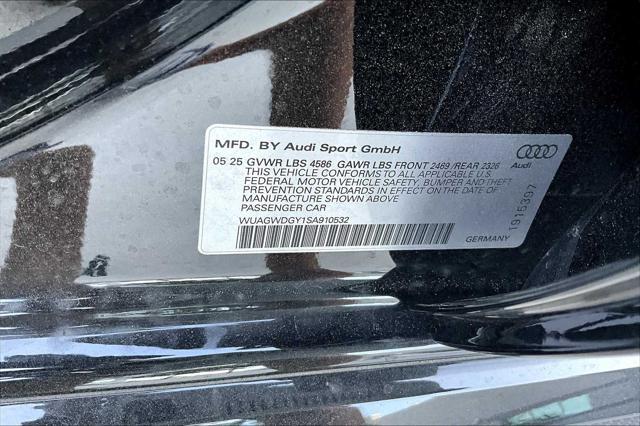 MFD. BY Audi Sport GmbH
05 25 GVWR LBS 4586 GAWR LBS FRONT 2469 /REAR 2326
THIS VEHICLE CONFORMS TO ALL APPLICABLE U.S.
FEDERAL MOTOR VEHICLE SAFETY, BUMPER AND THEFT
PREVENTION STANDARDS IN EFFECT ON THE DATE OF
MANUFACTURE SHOWN ABOVE
PASSENGER CAR
WUAGWDGY1SA910532
Audi
T915397
GERMANY